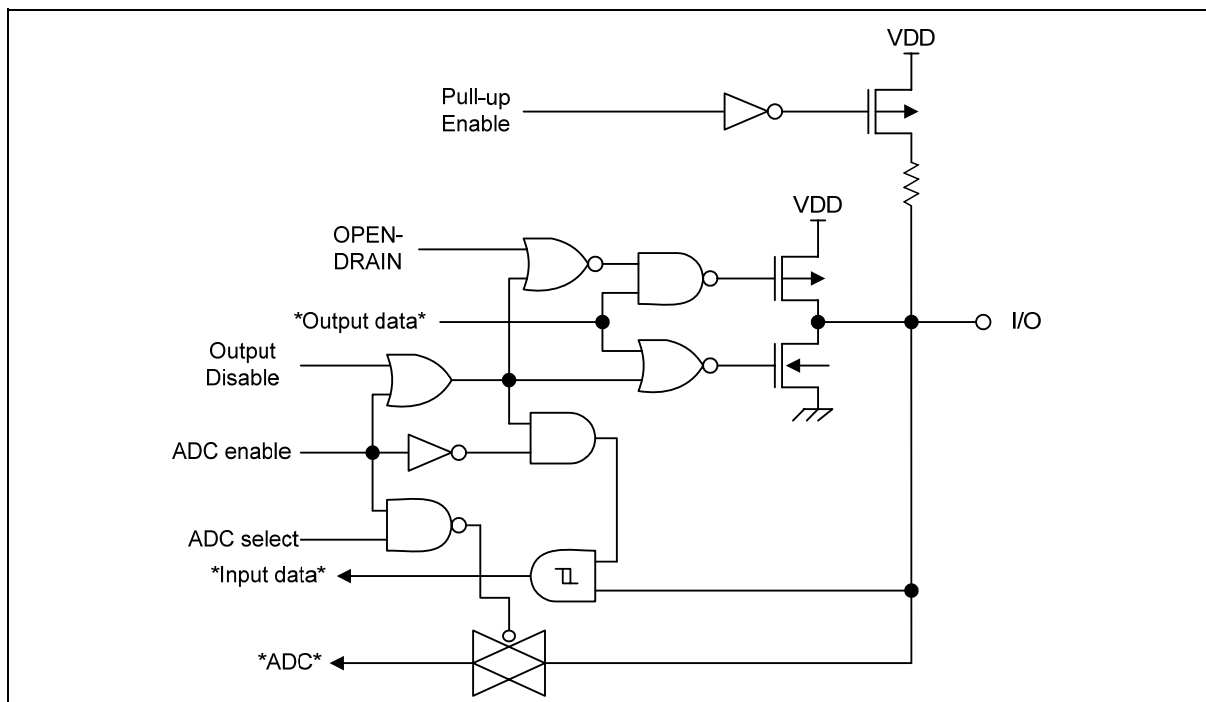 VDD
Pull-up
Enable
VDD
OPEN-
DRAIN
*Output data*
I/O
Output
Disable
ADC enable
ADC select
*Input data*
*ADC*